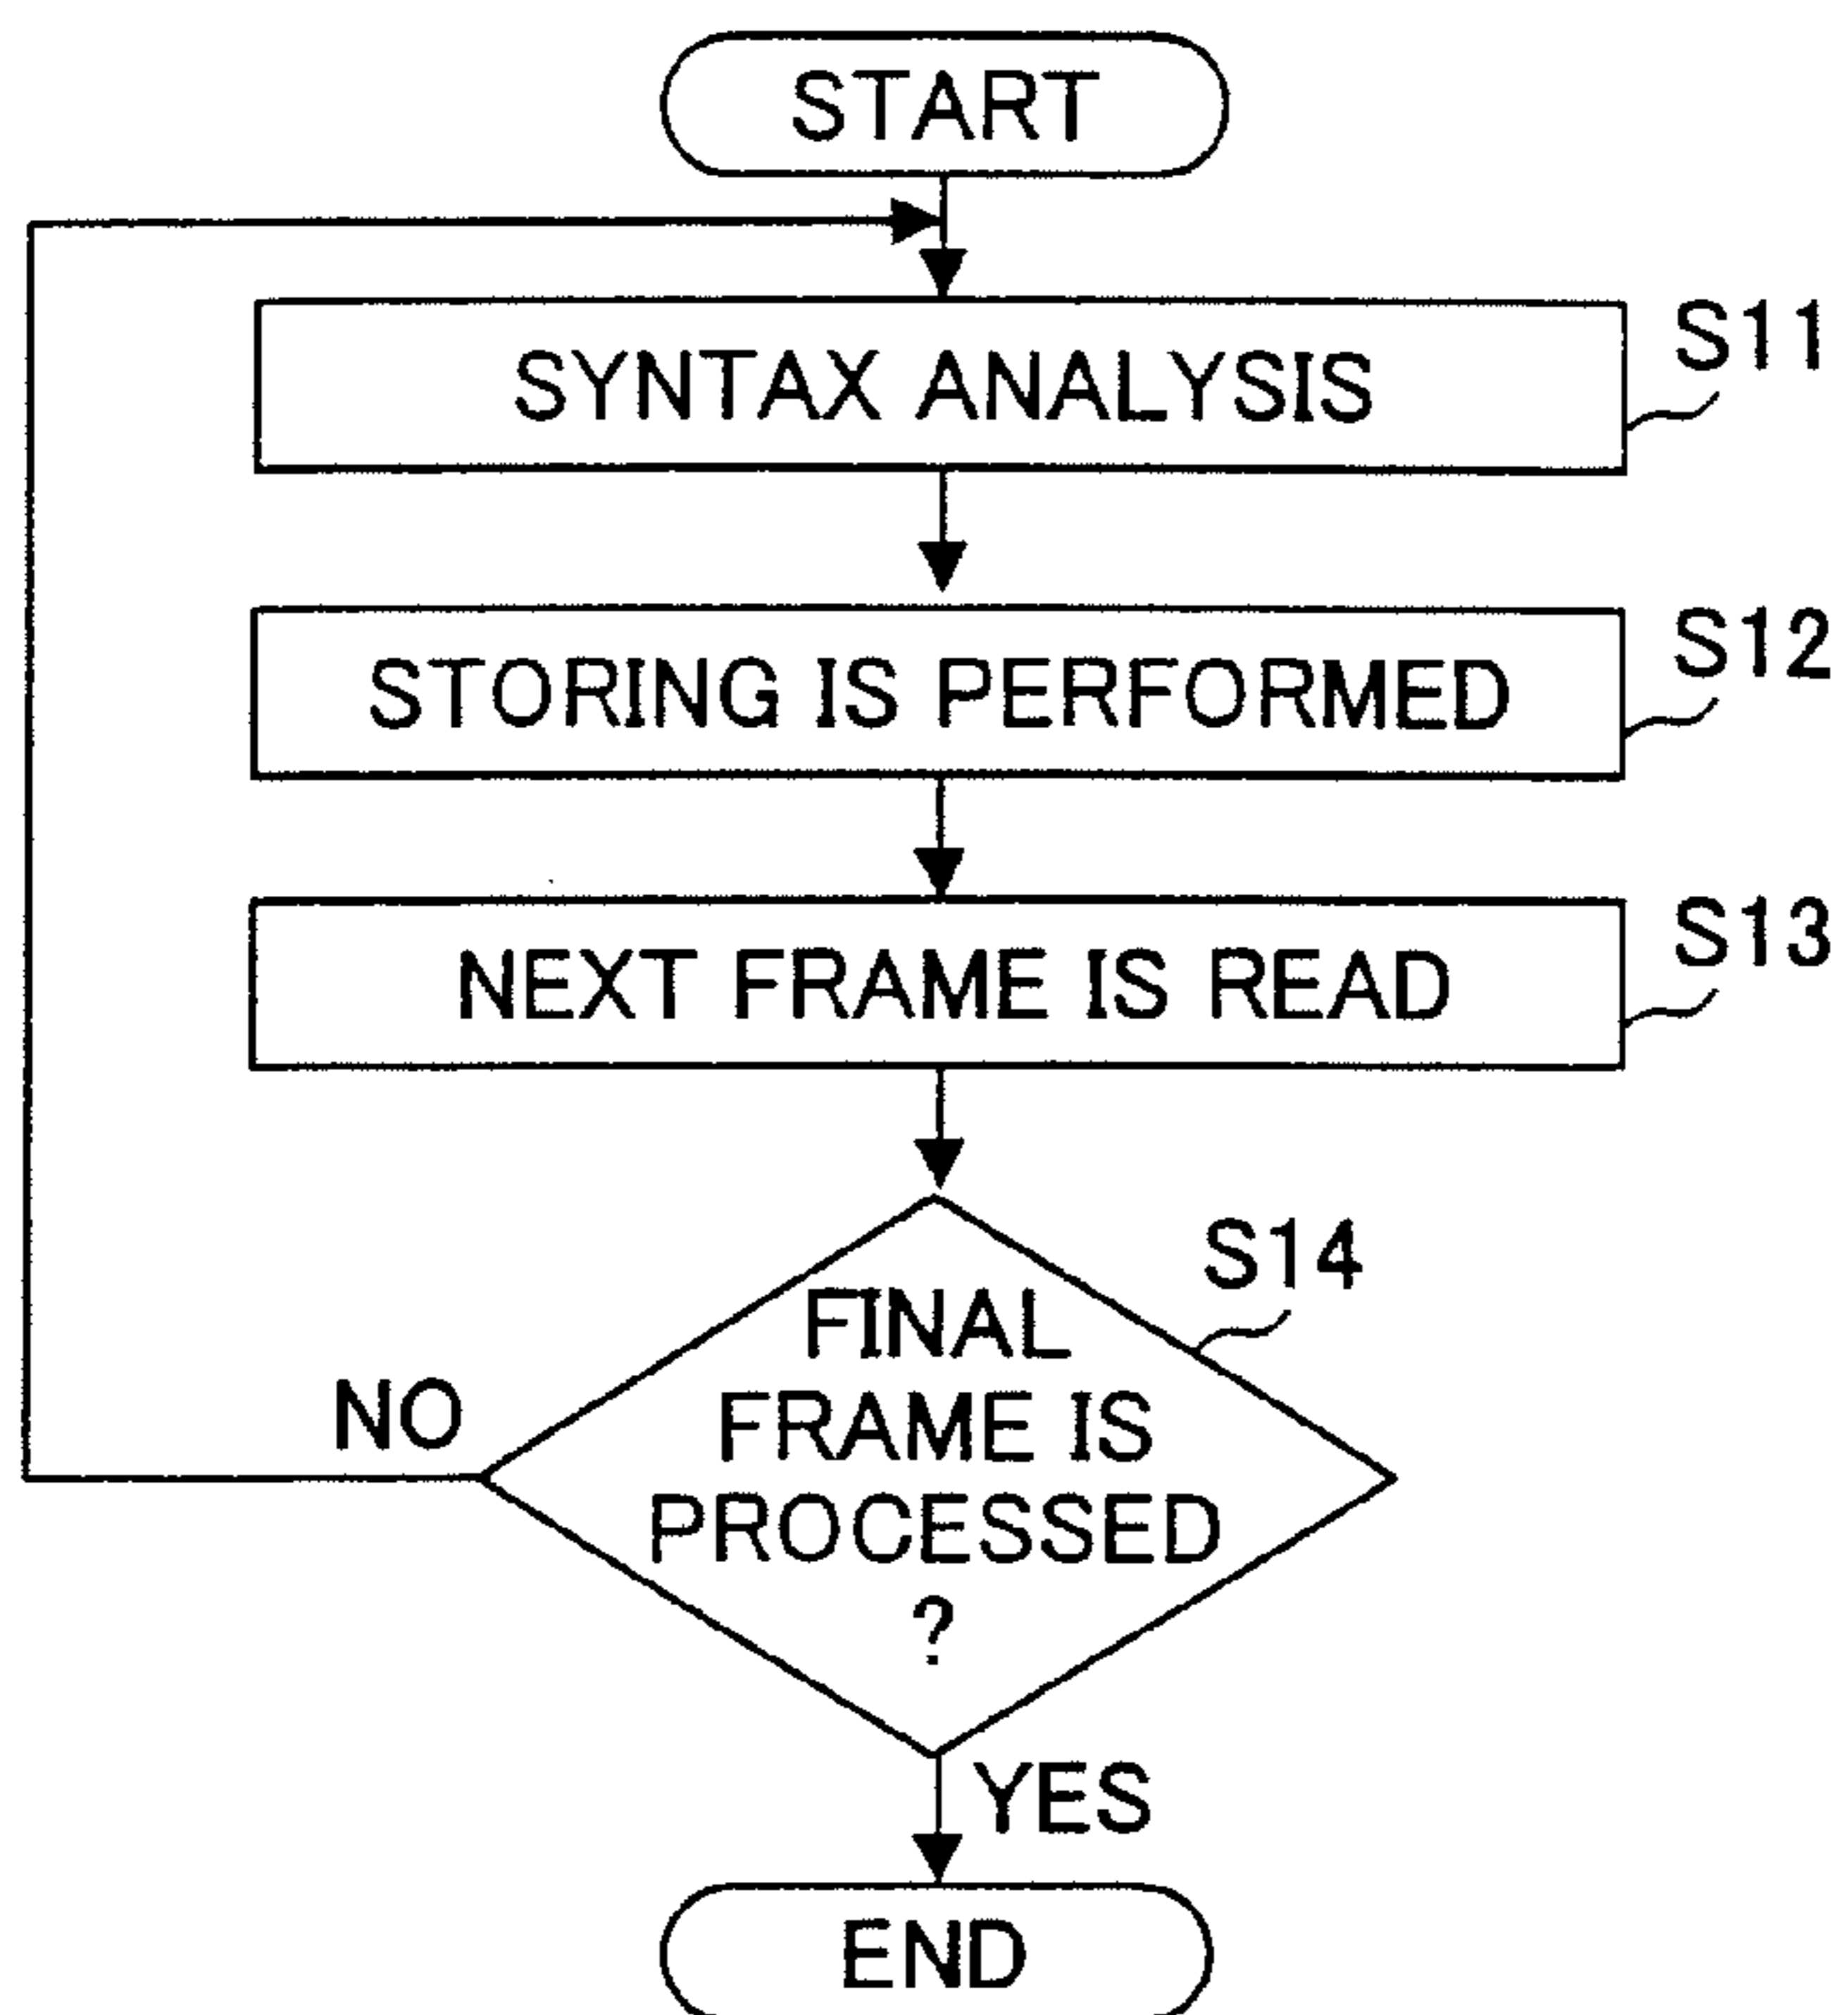 START
SYNTAX ANALYSIS
S11
STORING IS PERFORMED
S12
NEXT FRAME IS READ
S13
S14
FINAL
FRAME IS
PROCESSED
?
NO
YES
END